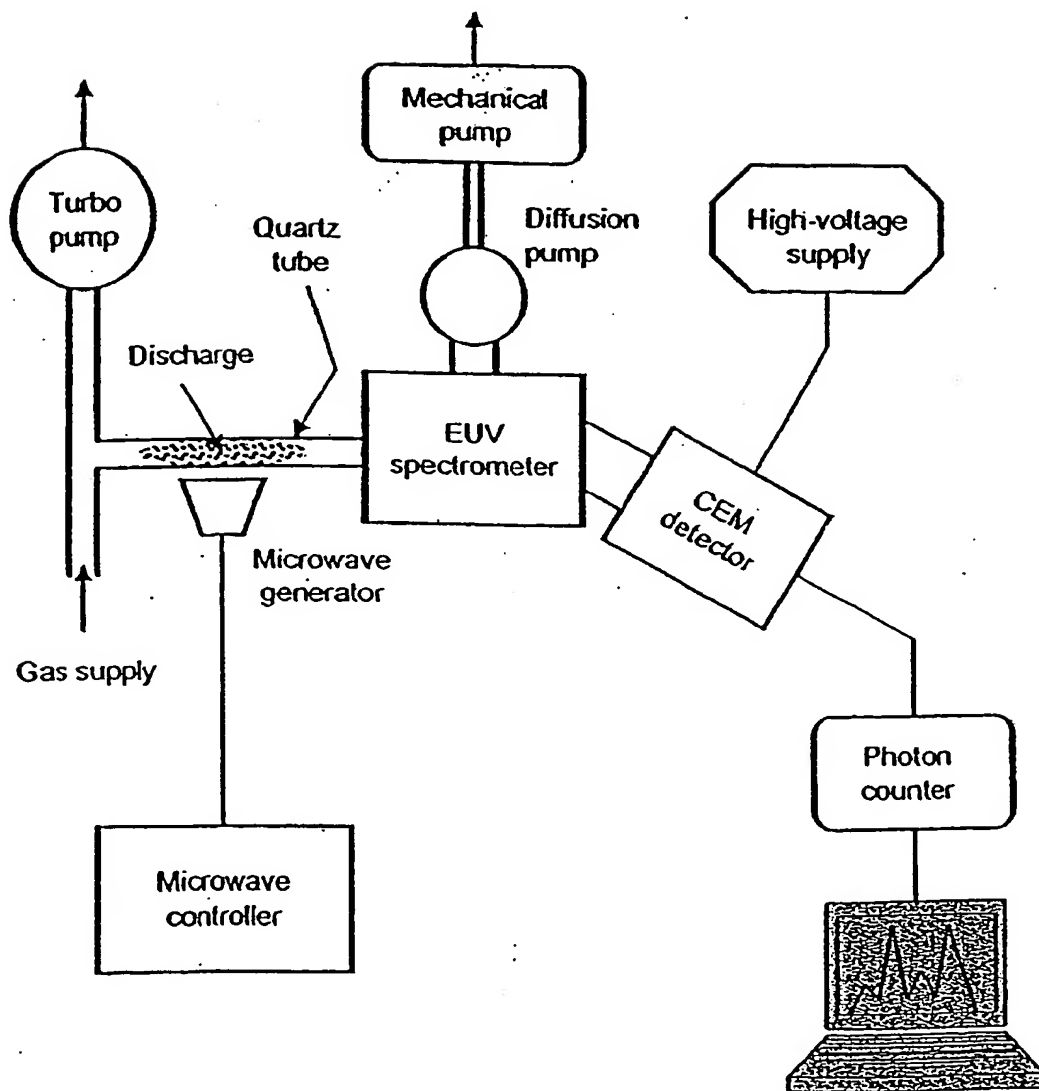 Mechanical
pump
Turbo
pump
Quartz
tube
Diffusion
pump
High-voltage
supply
Discharge
EUV
spectrometer
CEM
detector
Microwave
generator
Gas supply
Photon
counter
Microwave
controller